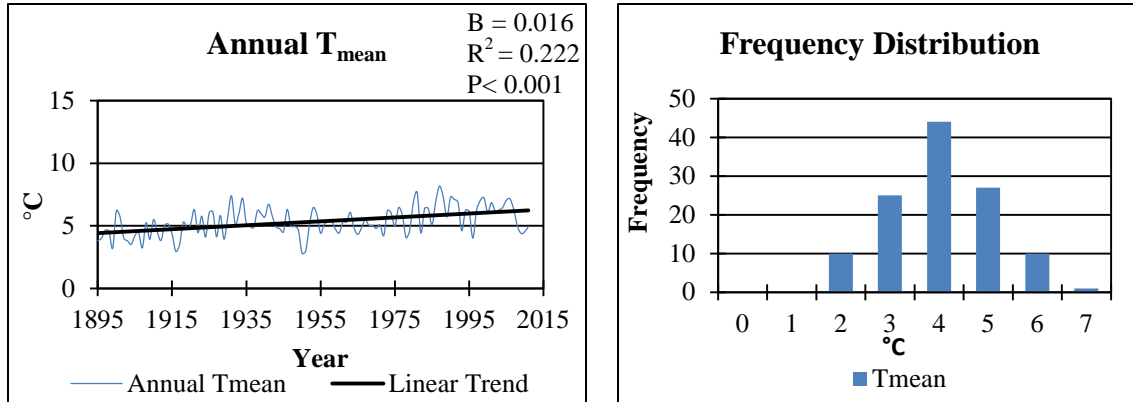 Annual Tmean
B = 0.016
R² = 0.222
P< 0.001
15
10
5
0
°C
1895 1915 1935 1955 1975 1995 2015
Year
Annual Tmean Linear Trend
Frequency Distribution
50
40
30
20
10
0
Frequency
0 1 2 3 4 5 6 7
°C
Tmean